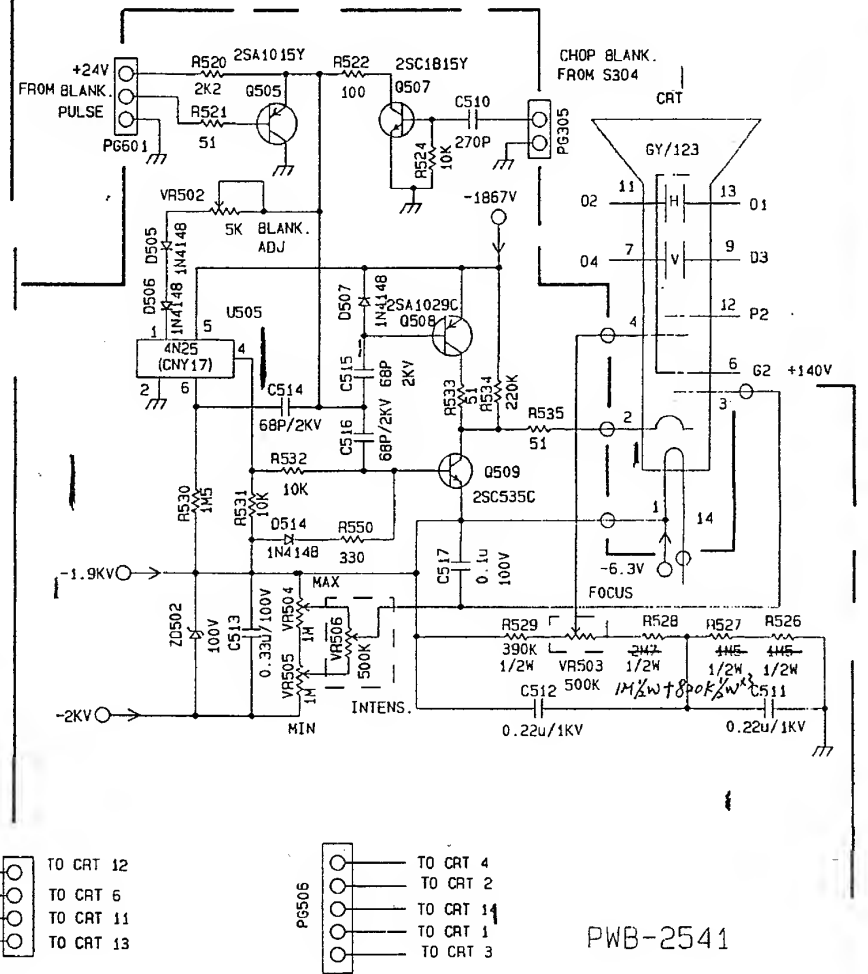 +24V
FROM BLANK.
PULSE
PG601
R520
2K2
R521
51
2SA1015Y
Q505
R522
100
2SC1815Y
Q507
R524
10K
C510
270P
PG305
CHOP BLANK.
FROM S304
CRT
GY/123
D2
11
H
13
D1
D4
7
V
9
D3
12
P2
4
6
G2
+140V
3
2
1
14
-6.3V
VR502
5K
BLANK.
ADJ
D505
1N4148
D506
1N4148
1
5
U505
4N25
(CNY17)
4
2
6
-1867V
D507
1N4148
2SA1029C
Q508
C515
68P
2KV
C514
68P/2KV
C516
68P/2KV
R533
51
R534
220K
R535
51
R530
1M5
R531
10K
R532
10K
Q509
2SC535C
D514
1N4148
R550
330
C517
0.1u
100V
-1.9KV
MAX
ZD502
100V
C513
0.33u/100V
VR504
1M
VR505
1M
VR506
500K
INTENS.
MIN
-2KV
FOCUS
R529
390K
1/2W
VR503
500K
R528
2M7
1/2W
R527
1M5
1/2W
R526
1M5
1/2W
1M½W+820K½W
C512
0.22u/1KV
C511
0.22u/1KV
TO CRT 12
TO CRT 6
TO CRT 11
TO CRT 13
PG506
TO CRT 4
TO CRT 2
TO CRT 14
TO CRT 1
TO CRT 3
PWB-2541